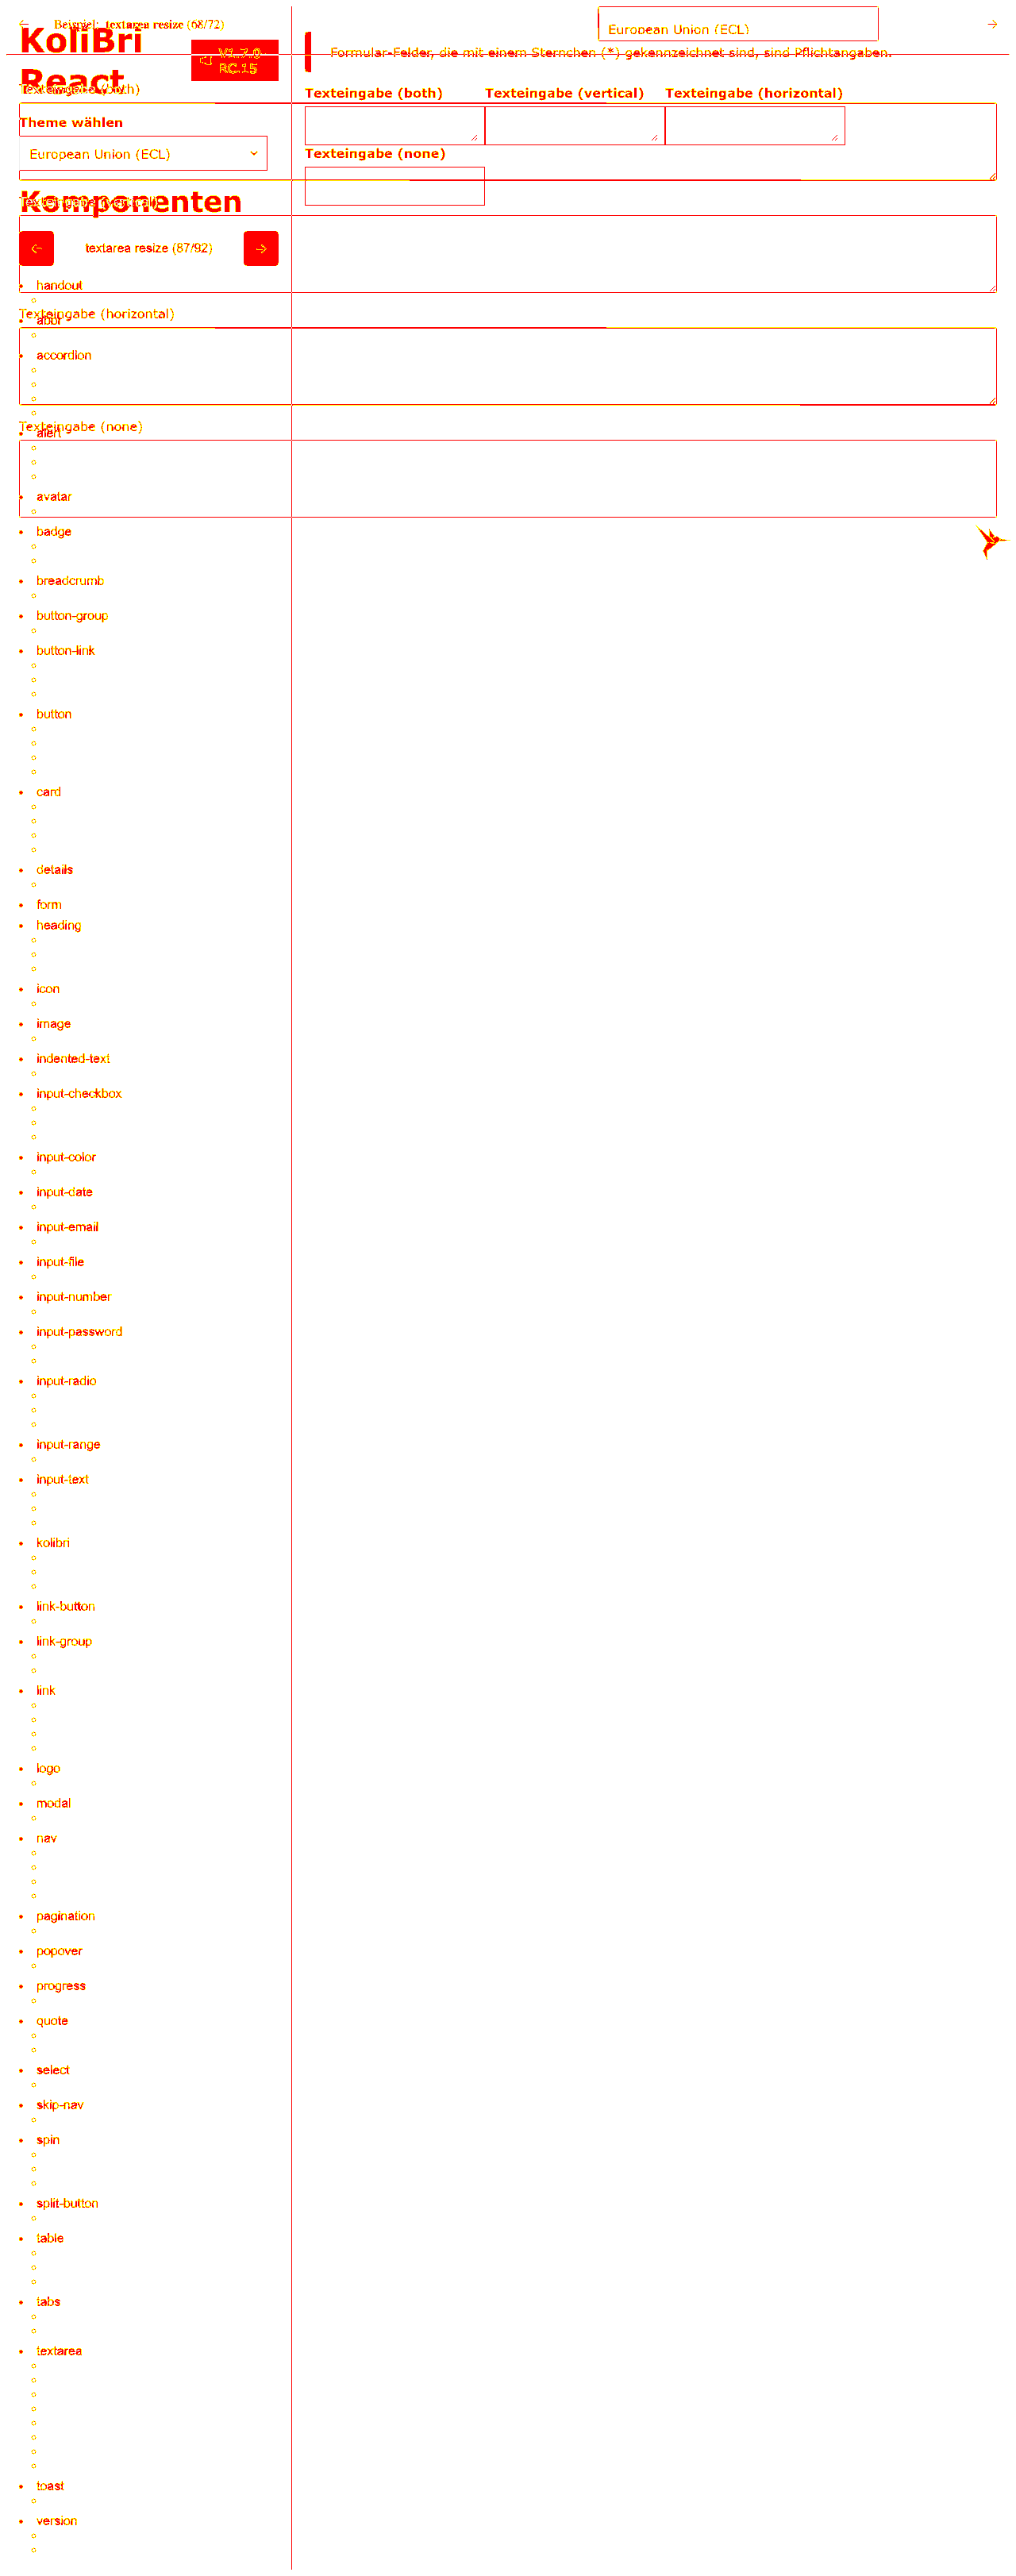 Beispiel: textarea resize (68/72)
European Union (ECL)
KoliBri
React
V1.7.0
RC.15
Formular-Felder, die mit einem Sternchen (*) gekennzeichnet sind, sind Pflichtangaben.
Texteingabe (both)
Texteingabe (both) Texteingabe (vertical) Texteingabe (horizontal)
Theme wählen
European Union (ECL)
Texteingabe (none)
Texteingabe (vertical)
Komponenten
textarea resize (87/92)
handout
Texteingabe (horizontal)
abbr
accordion
Texteingabe (none)
alert
avatar
badge
breadcrumb
button-group
button-link
button
card
details
form
heading
icon
image
indented-text
input-checkbox
input-color
input-date
input-email
input-file
input-number
input-password
input-radio
input-range
input-text
kolibri
link-button
link-group
link
logo
modal
nav
pagination
popover
progress
quote
select
skip-nav
spin
split-button
table
tabs
textarea
toast
version